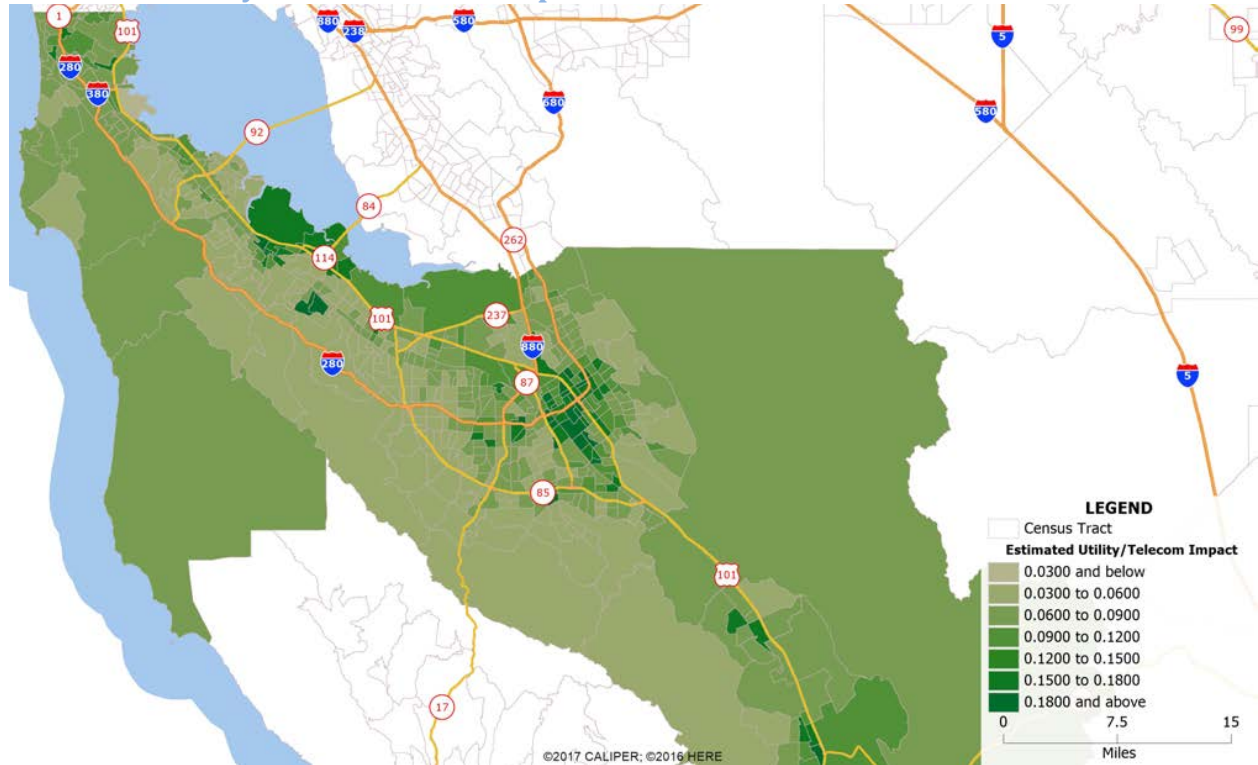 1
101
280
380
92
880
238
580
680
84
262
114
101
237
280
880
87
85
101
17
5
580
99
5
LEGEND
Census Tract
Estimated Utility/Telecom Impact
0.0300 and below
0.0300 to 0.0600
0.0600 to 0.0900
0.0900 to 0.1200
0.1200 to 0.1500
0.1500 to 0.1800
0.1800 and above
0 7.5 15
Miles
©2017 CALIPER; ©2016 HERE